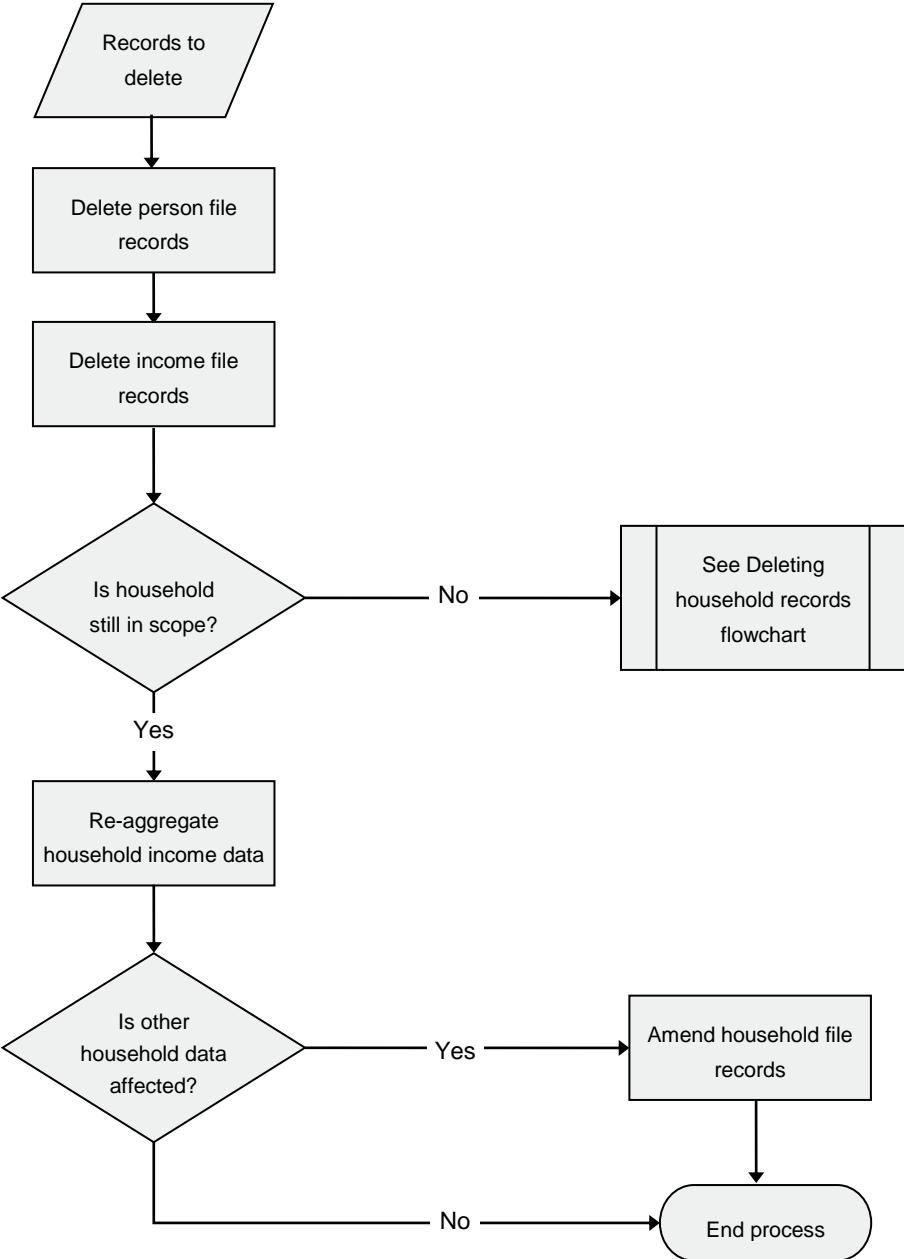 Records to
delete
Delete person file
records
Delete income file
records
Is household
still in scope?
No
See Deleting
household records
flowchart
Yes
Re-aggregate
household income data
Is other
household data
affected?
Yes
Amend household file
records
No
End process